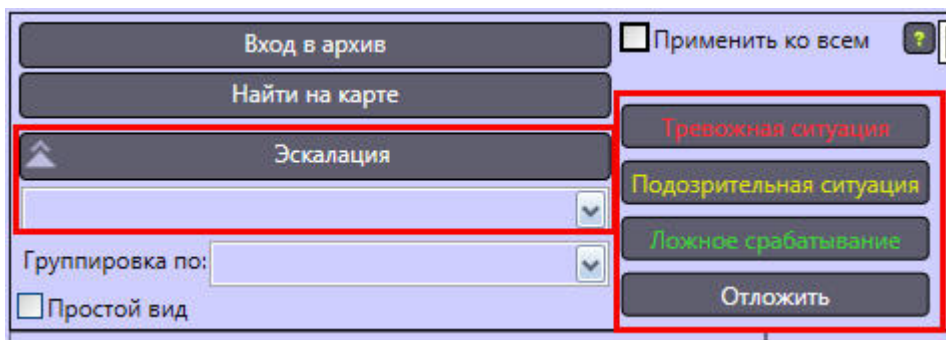 Вход в архив
Применить ко всем ?
Найти на карте
Эскалация
Группировка по:
Простой вид
Тревожная ситуация
Подозрительная ситуация
Ложное срабатывание
Отложить